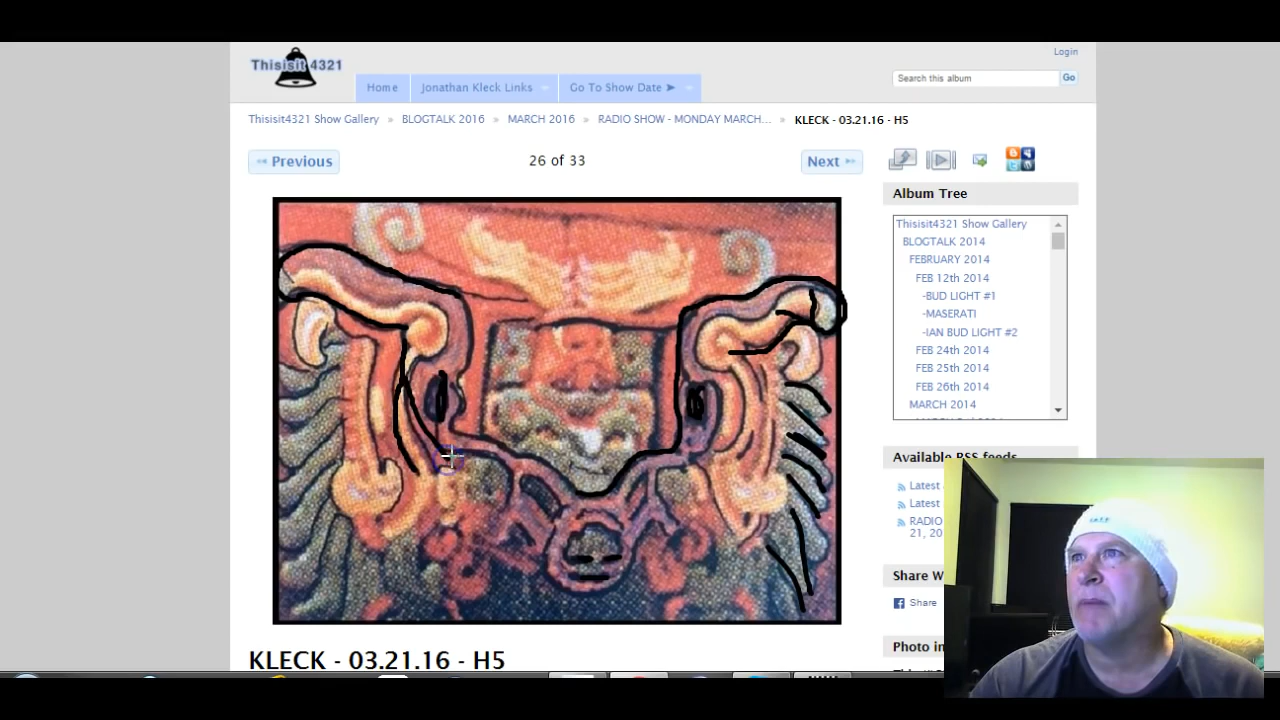 Login
Thisisit 4321
Home
Jonathan Kleck Links
Go To Show Date ►
Search this album
Go
Thisisit4321 Show Gallery » BLOGTALK 2016 » MARCH 2016 » RADIO SHOW - MONDAY MARCH... » KLECK - 03.21.16 - H5
Previous
26 of 33
Next
Album Tree
Thisisit4321 Show Gallery
BLOGTALK 2014
FEBRUARY 2014
FEB 12th 2014
-BUD LIGHT #1
-MASERATI
-IAN BUD LIGHT #2
FEB 24th 2014
FEB 25th 2014
FEB 26th 2014
MARCH 2014
Available RSS feeds
Latest
Latest
RADIO
21, 20
Share W
Share
Photo in
KLECK - 03.21.16 - H5